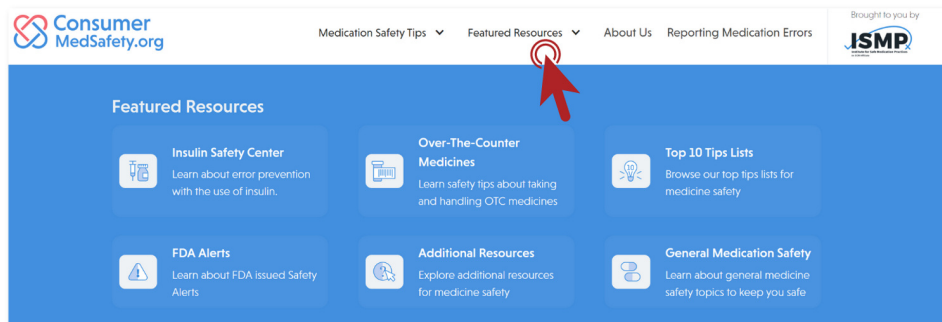 Consumer
MedSafety.org
Medication Safety Tips
Featured Resources
About Us
Reporting Medication Errors
Brought to you by
ISMP
Featured Resources
Insulin Safety Center
Learn about error prevention
with the use of insulin.
Over-The-Counter
Medicines
Learn safety tips about taking
and handling OTC medicines
Top 10 Tips Lists
Browse our top tips lists for
medicine safety
FDA Alerts
Learn about FDA issued Safety
Alerts
Additional Resources
Explore additional resources
for medicine safety
General Medication Safety
Learn about general medicine
safety topics to keep you safe